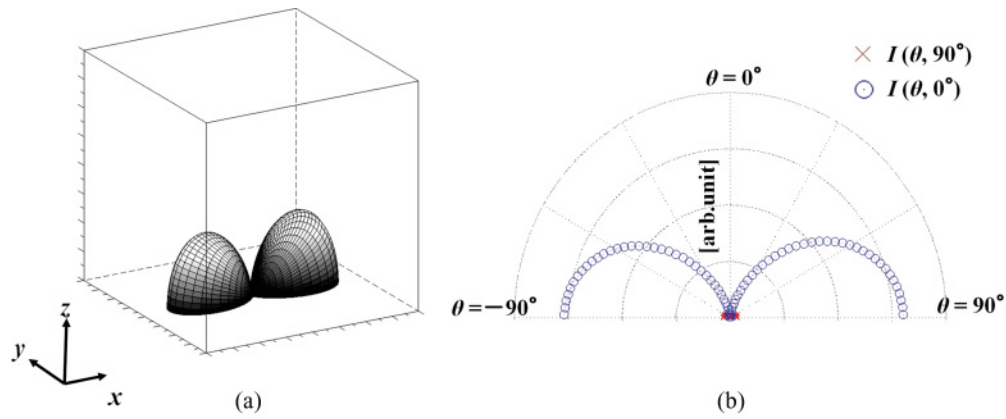 × I (θ, 90°)
○ I (θ, 0°)
θ = 0°
[arb.unit]
θ =−90°
θ = 90°
z
y
x
(a)
(b)